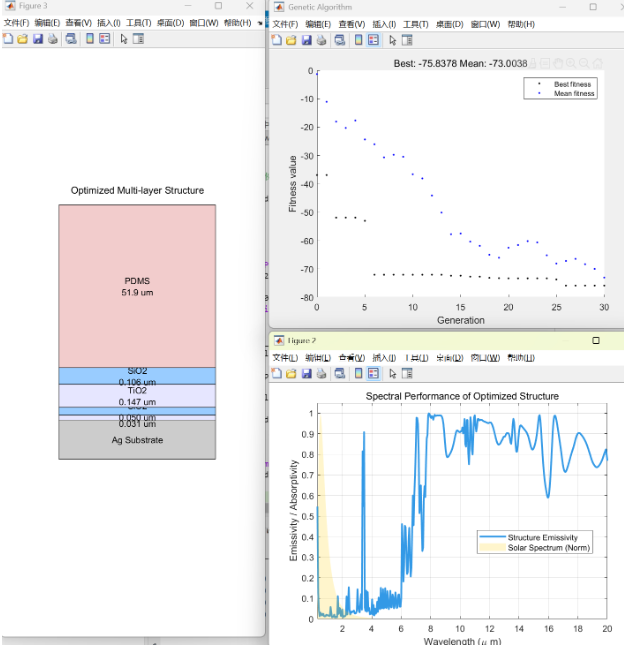 Figure 3
文件(F) 编辑(E) 查看(V) 插入(I) 工具(T) 桌面(D) 窗口(W) 帮助(H)
Optimized Multi-layer Structure
PDMS
51.9 um
SiO2
0.106 um
TiO2
0.147 um
SiO2
0.050 um
0.031 um
Ag Substrate
Genetic Algorithm
文件(F) 编辑(E) 查看(V) 插入(I) 工具(T) 桌面(D) 窗口(W) 帮助(H)
Best: -75.8378 Mean: -73.0038
Best fitness
Mean fitness
0
-10
-20
-30
-40
-50
-60
-70
-80
Fitness value
0 5 10 15 20 25 30
Generation
Figure 2
文件(E) 编辑(E) 查看(V) 插入(I) 工具(T) 桌面(D) 窗口(W) 帮助(H)
Spectral Performance of Optimized Structure
1
0.9
0.8
0.7
0.6
0.5
0.4
0.3
0.2
0.1
0
Emissivity / Absorptivity
Structure Emissivity
Solar Spectrum (Norm)
2 4 6 8 10 12 14 16 18 20
Wavelength (μ m)